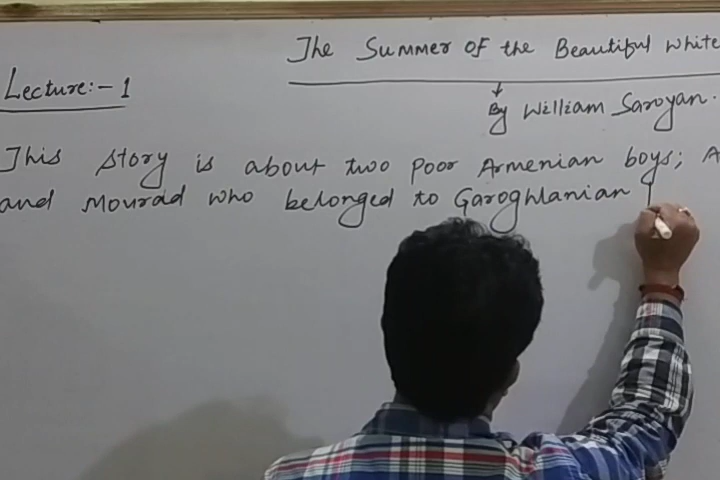 The Summer of the Beautiful White
Lecture:- 1
By William Saroyan.
This story is about two poor Armenian boys; A
and Mourad who belonged to Garoghlanian